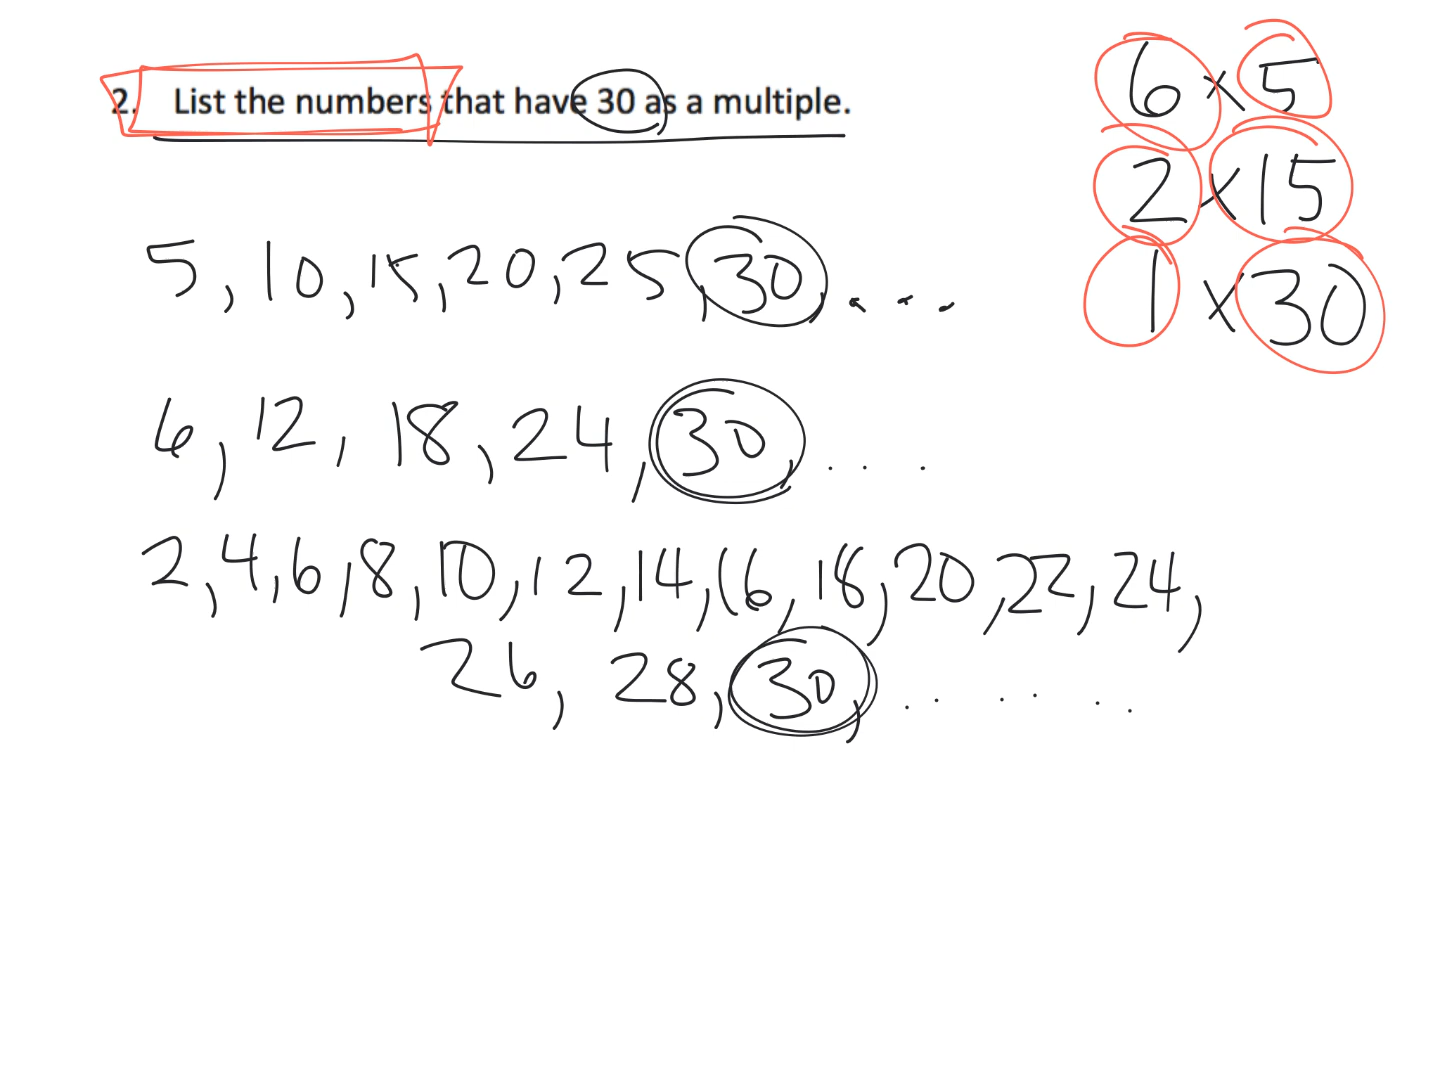 2. List the numbers that have 30 as a multiple.
6 x 5
2 x 15
1 x 30
5, 10, 15, 20, 25, 30, ...
6, 12, 18, 24, 30, ...
2, 4, 6, 8, 10, 12, 14, 16, 18, 20, 22, 24,
26, 28, 30, ......